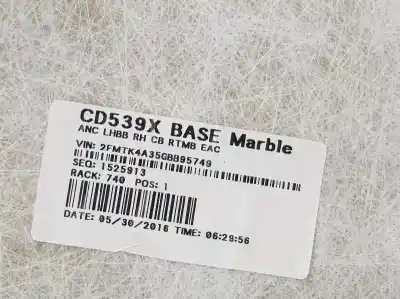 CD539X BASE Marble
ANC LHBB RH CB RTMB EAC
VIN: 2FMTK4A35GBB95749
SEQ: 1525913
RACK: 740 POS: 1
DATE: 05/30/2016 TIME: 06:29:56